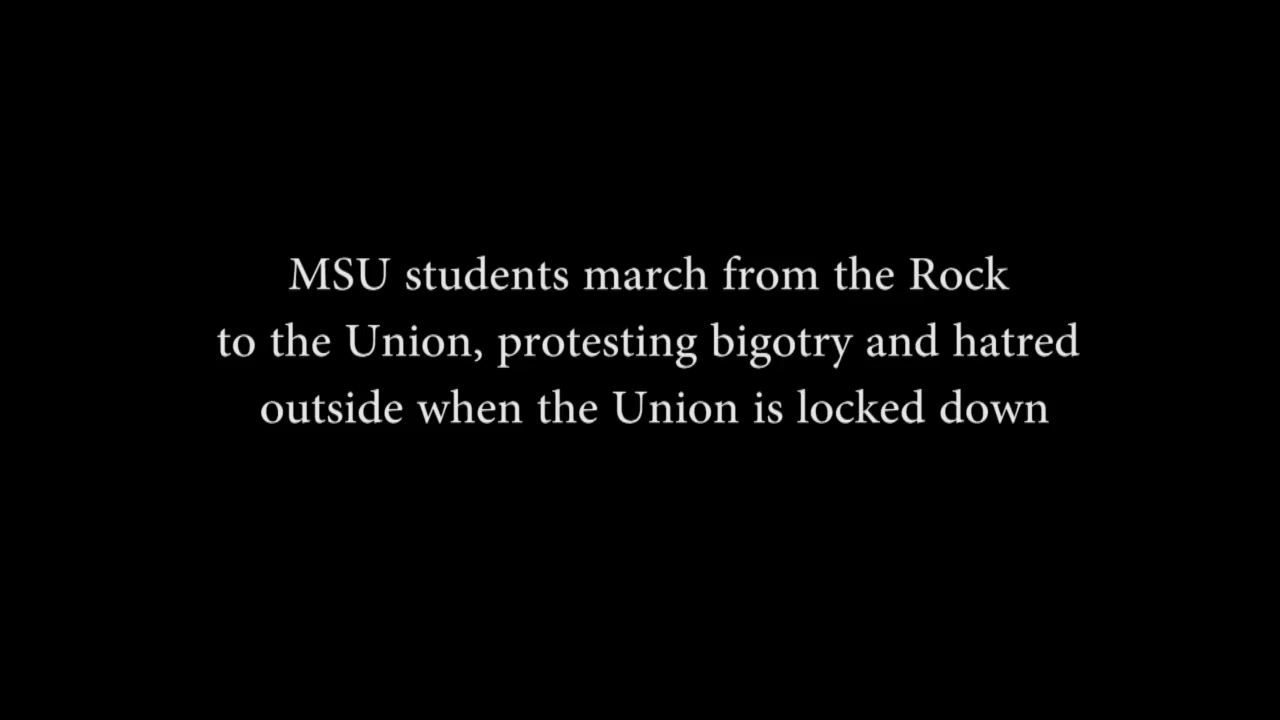 MSU students march from the Rock
to the Union, protesting bigotry and hatred
outside when the Union is locked down